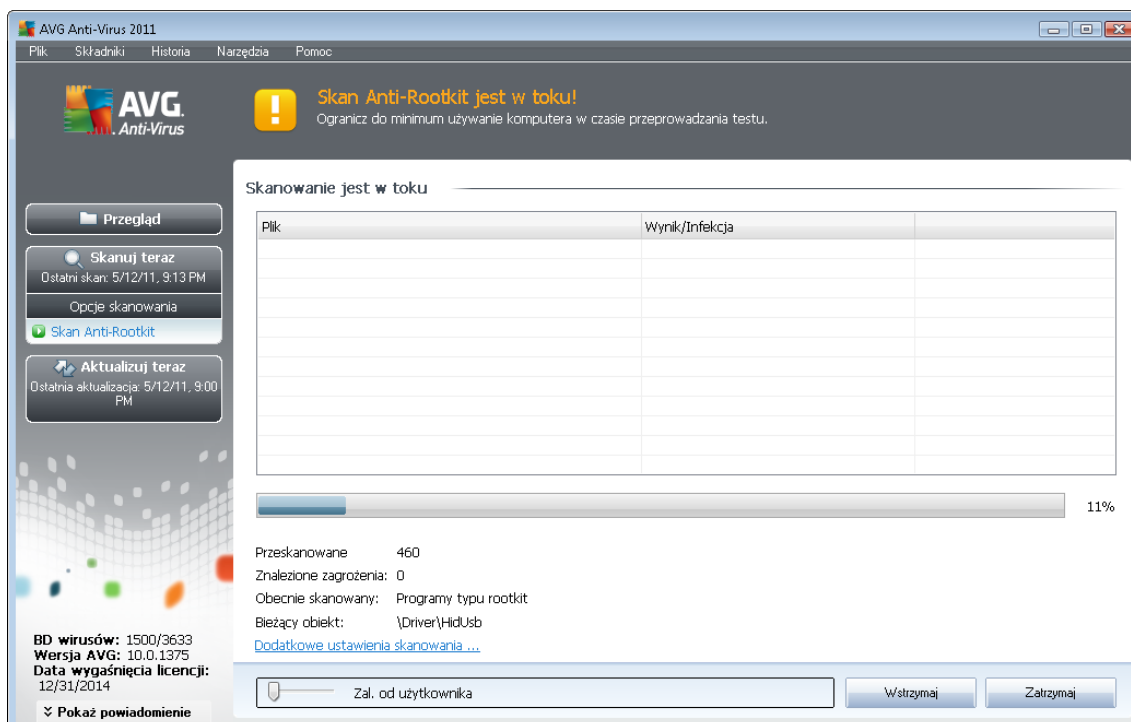 AVG Anti-Virus 2011
Plik Składniki Historia Narzędzia Pomoc
AVG.
Anti-Virus
Skan Anti-Rootkit jest w toku!
Ogranicz do minimum używanie komputera w czasie przeprowadzania testu.
Skanowanie jest w toku
Przegląd
Skanuj teraz
Ostatni skan: 5/12/11, 9:13 PM
Opcje skanowania
Skan Anti-Rootkit
Aktualizuj teraz
Ostatnia aktualizacja: 5/12/11, 9:00
PM
Plik Wynik/Infekcja
11%
Przeskanowane 460
Znalezione zagrożenia: 0
Obecnie skanowany: Programy typu rootkit
Bieżący obiekt: \Driver\HidUsb
Dodatkowe ustawienia skanowania ...
BD wirusów: 1500/3633
Wersja AVG: 10.0.1375
Data wygaśnięcia licencji:
12/31/2014
Pokaż powiadomienie
Zal. od użytkownika
Wstrzymaj
Zatrzymaj